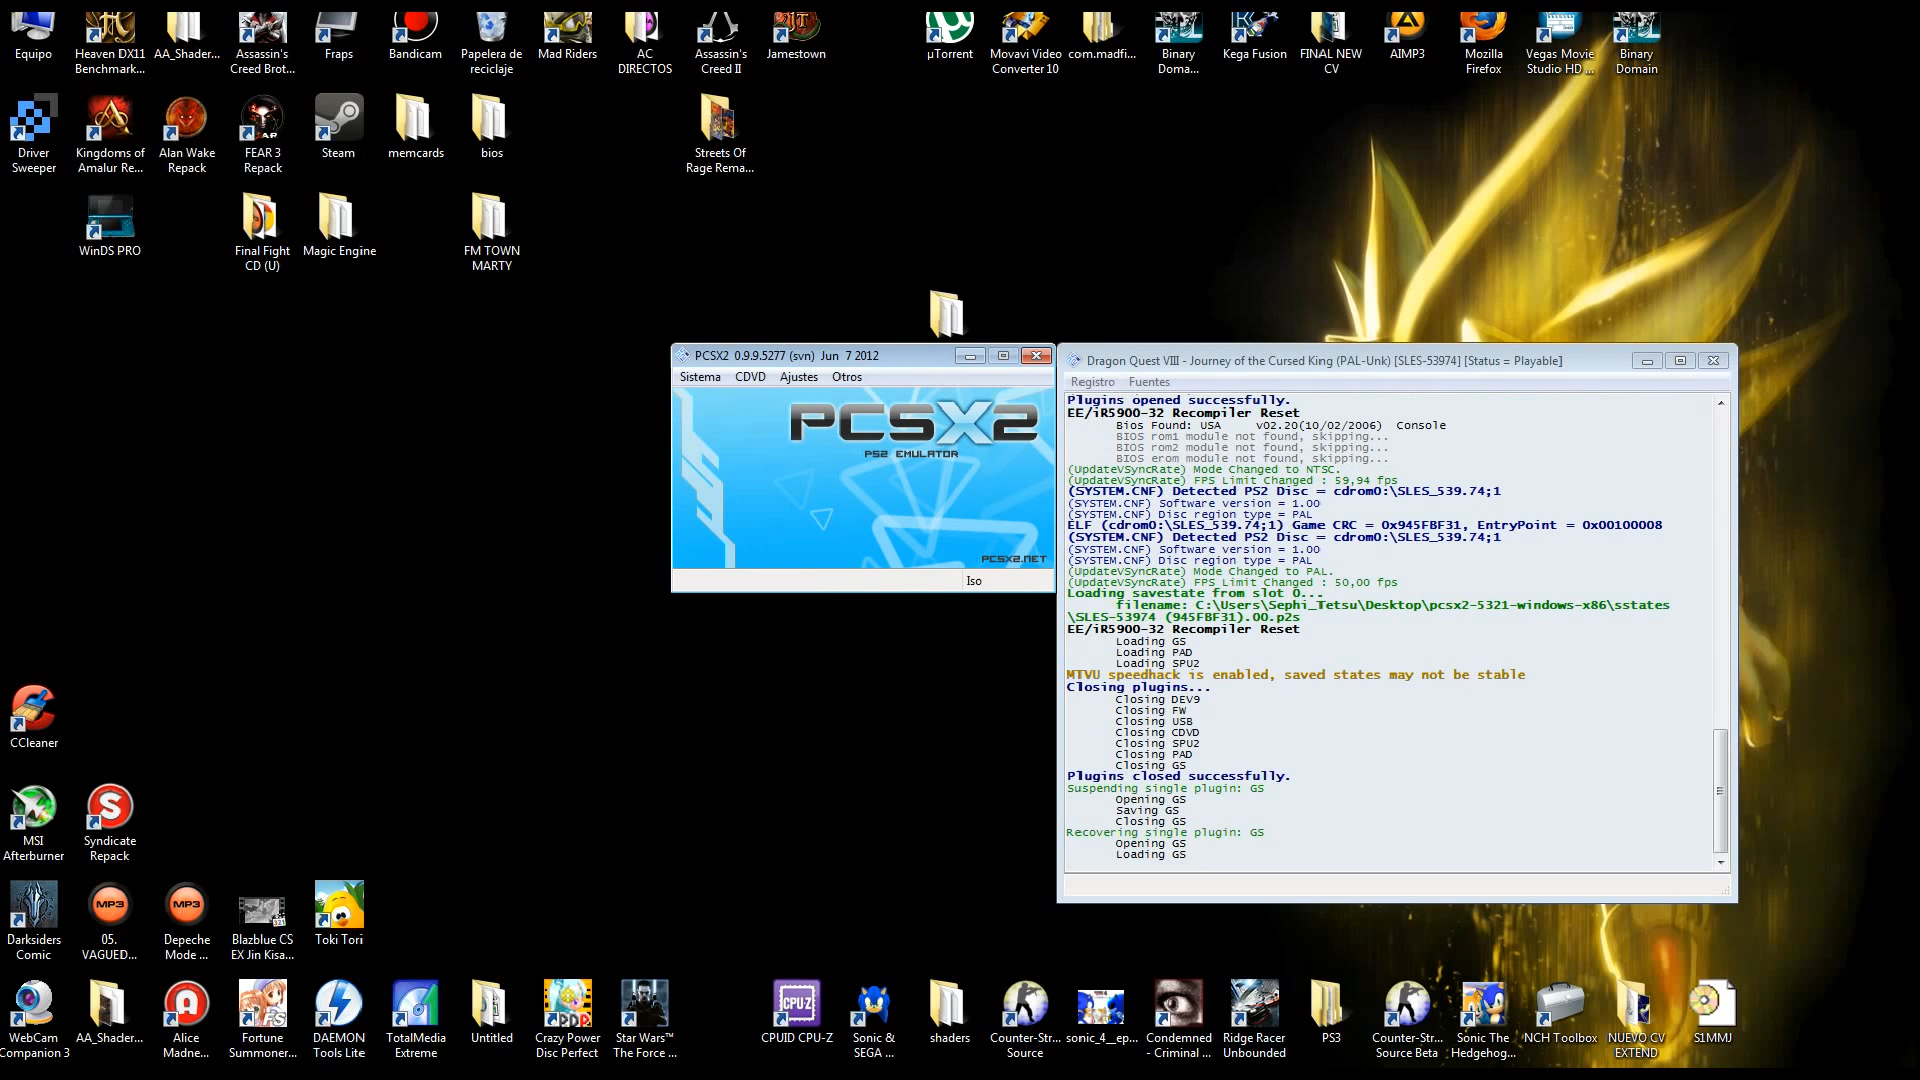 Equipo
Heaven DX11
Benchmark...
AA_Shader...
Assassin's
Creed Brot...
Fraps
Bandicam
Papelera de
reciclaje
Mad Riders
AC
DIRECTOS
Assassin's
Creed II
Jamestown
µTorrent
Movavi Video
Converter 10
com.madfi...
Binary
Doma...
Kega Fusion
FINAL NEW
CV
AIMP3
Mozilla
Firefox
Vegas Movie
Studio HD ...
Binary
Domain
Driver
Sweeper
Kingdoms of
Amalur Re...
Alan Wake
Repack
FEAR 3
Repack
Steam
memcards
bios
Streets Of
Rage Rema...
WinDS PRO
Final Fight
CD (U)
Magic Engine
FM TOWN
MARTY
PCSX2 0.9.9.5277 (svn) Jun 7 2012
Sistema CDVD Ajustes Otros
PCSX2
PS2 EMULATOR
PCSX2.NET
Iso
Dragon Quest VIII - Journey of the Cursed King (PAL-Unk) [SLES-53974] [Status = Playable]
Registro Fuentes
Plugins opened successfully.
EE/iR5900-32 Recompiler Reset
Bios Found: USA v02.20(10/02/2006) Console
BIOS rom1 module not found, skipping...
BIOS rom2 module not found, skipping...
BIOS erom module not found, skipping...
(UpdateVSyncRate) Mode Changed to NTSC.
(UpdateVSyncRate) FPS Limit Changed : 59,94 fps
(SYSTEM.CNF) Detected PS2 Disc = cdrom0:\SLES_539.74;1
(SYSTEM.CNF) Software version = 1.00
(SYSTEM.CNF) Disc region type = PAL
ELF (cdrom0:\SLES_539.74;1) Game CRC = 0x945FBF31, EntryPoint = 0x00100008
(SYSTEM.CNF) Detected PS2 Disc = cdrom0:\SLES_539.74;1
(SYSTEM.CNF) Software version = 1.00
(SYSTEM.CNF) Disc region type = PAL
(UpdateVSyncRate) Mode Changed to PAL.
(UpdateVSyncRate) FPS Limit Changed : 50,00 fps
Loading savestate from slot 0...
filename: C:\Users\Sephi_Tetsu\Desktop\pcsx2-5321-windows-x86\sstates
\SLES-53974 (945FBF31).00.p2s
EE/iR5900-32 Recompiler Reset
Loading GS
Loading PAD
Loading SPU2
MTVU speedhack is enabled, saved states may not be stable
Closing plugins...
Closing DEV9
Closing FW
Closing USB
Closing CDVD
Closing SPU2
Closing PAD
Closing GS
Plugins closed successfully.
Suspending single plugin: GS
Opening GS
Saving GS
Closing GS
Recovering single plugin: GS
Opening GS
Loading GS
CCleaner
MSI
Afterburner
Syndicate
Repack
Darksiders
Comic
MP3
05.
VAGUED...
MP3
Depeche
Mode ...
Blazblue CS
EX Jin Kisa...
Toki Tori
WebCam
Companion 3
AA_Shader...
Alice
Madne...
Fortune
Summoner...
DAEMON
Tools Lite
TotalMedia
Extreme
Untitled
Crazy Power
Disc Perfect
Star Wars™
The Force ...
CPU-Z
CPUID CPU-Z
Sonic &
SEGA ...
shaders
Counter-Str...
Source
sonic_4__ep...
Condemned
- Criminal ...
Ridge Racer
Unbounded
PS3
Counter-Str...
Source Beta
Sonic The
Hedgehog...
NCH Toolbox
NUEVO CV
EXTEND
S1MMJ